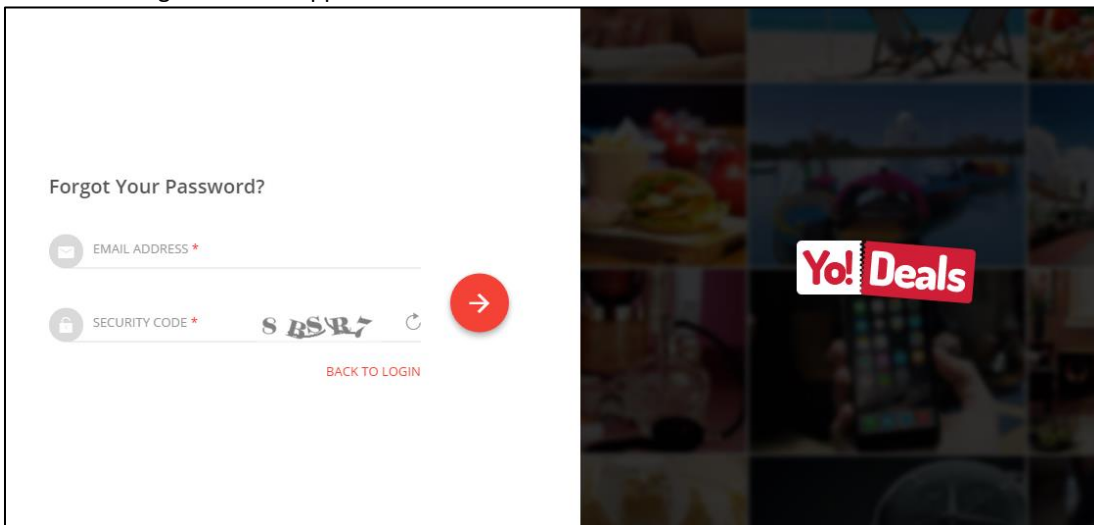 Forgot Your Password?
EMAIL ADDRESS *
SECURITY CODE *
BACK TO LOGIN
Yo! Deals